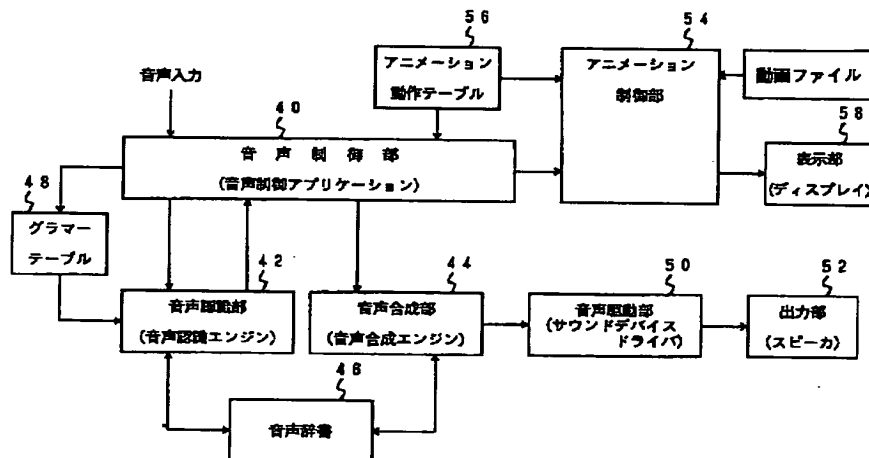 56
アニメーション
動作テーブル
54
アニメーション
制御部
動画ファイル
音声入力
40
音声制御部
(音声制御アプリケーション)
58
表示部
(ディスプレイ)
48
グラマー
テーブル
42
音声認識部
(音声認識エンジン)
44
音声合成部
(音声合成エンジン)
50
音声駆動部
(サウンドデバイス
ドライバ)
52
出力部
(スピーカ)
46
音声辞書